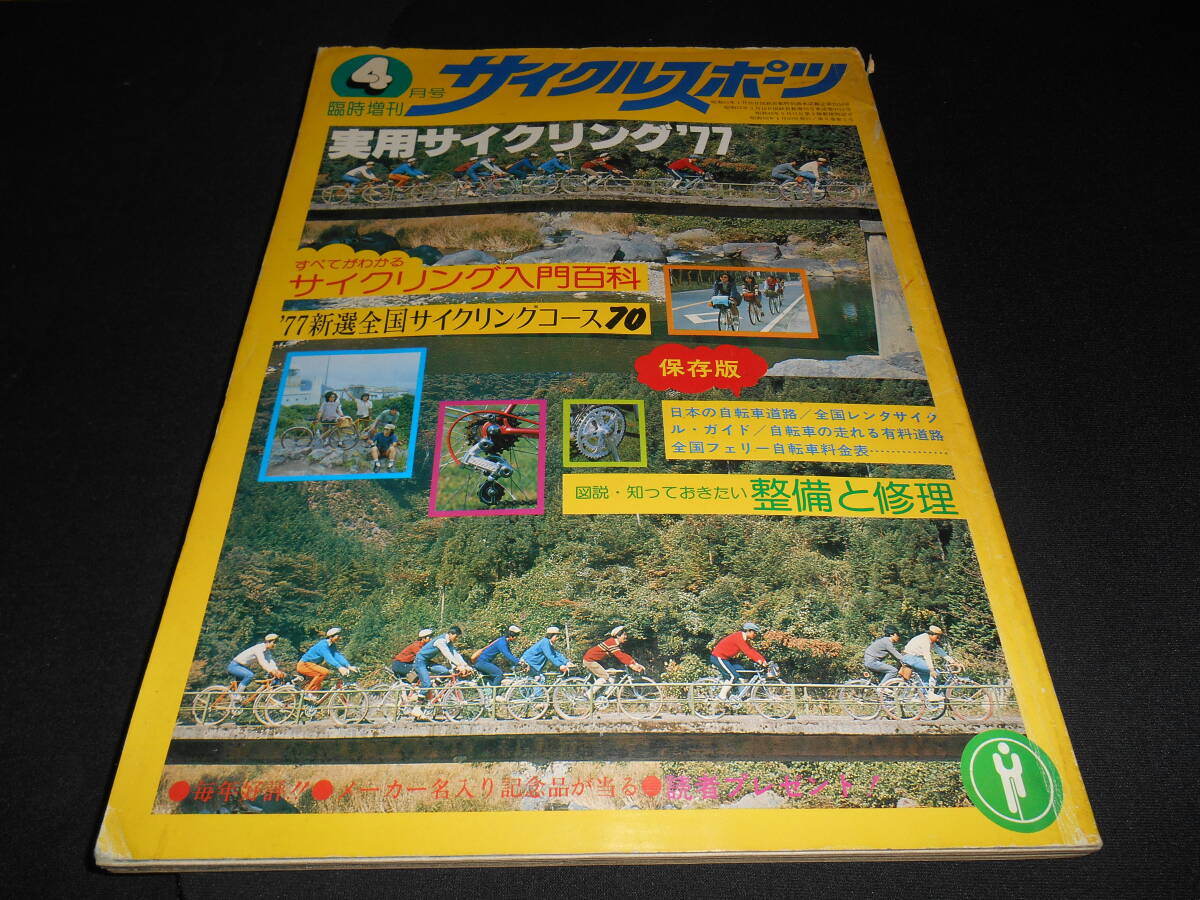 4
月号
サイクルスポーツ
臨時増刊
実用サイクリング'77
すべてがわかる
サイクリング入門百科
'77新選全国サイクリングコース70
保存版
日本の自転車道路/全国レンタサイク
ル・ガイド/自転車の走れる有料道路
全国フェリー自転車料金表……………
図説・知っておきたい 整備と修理
●毎年好評!!●メーカー名入り記念品が当る●読者プレゼント!